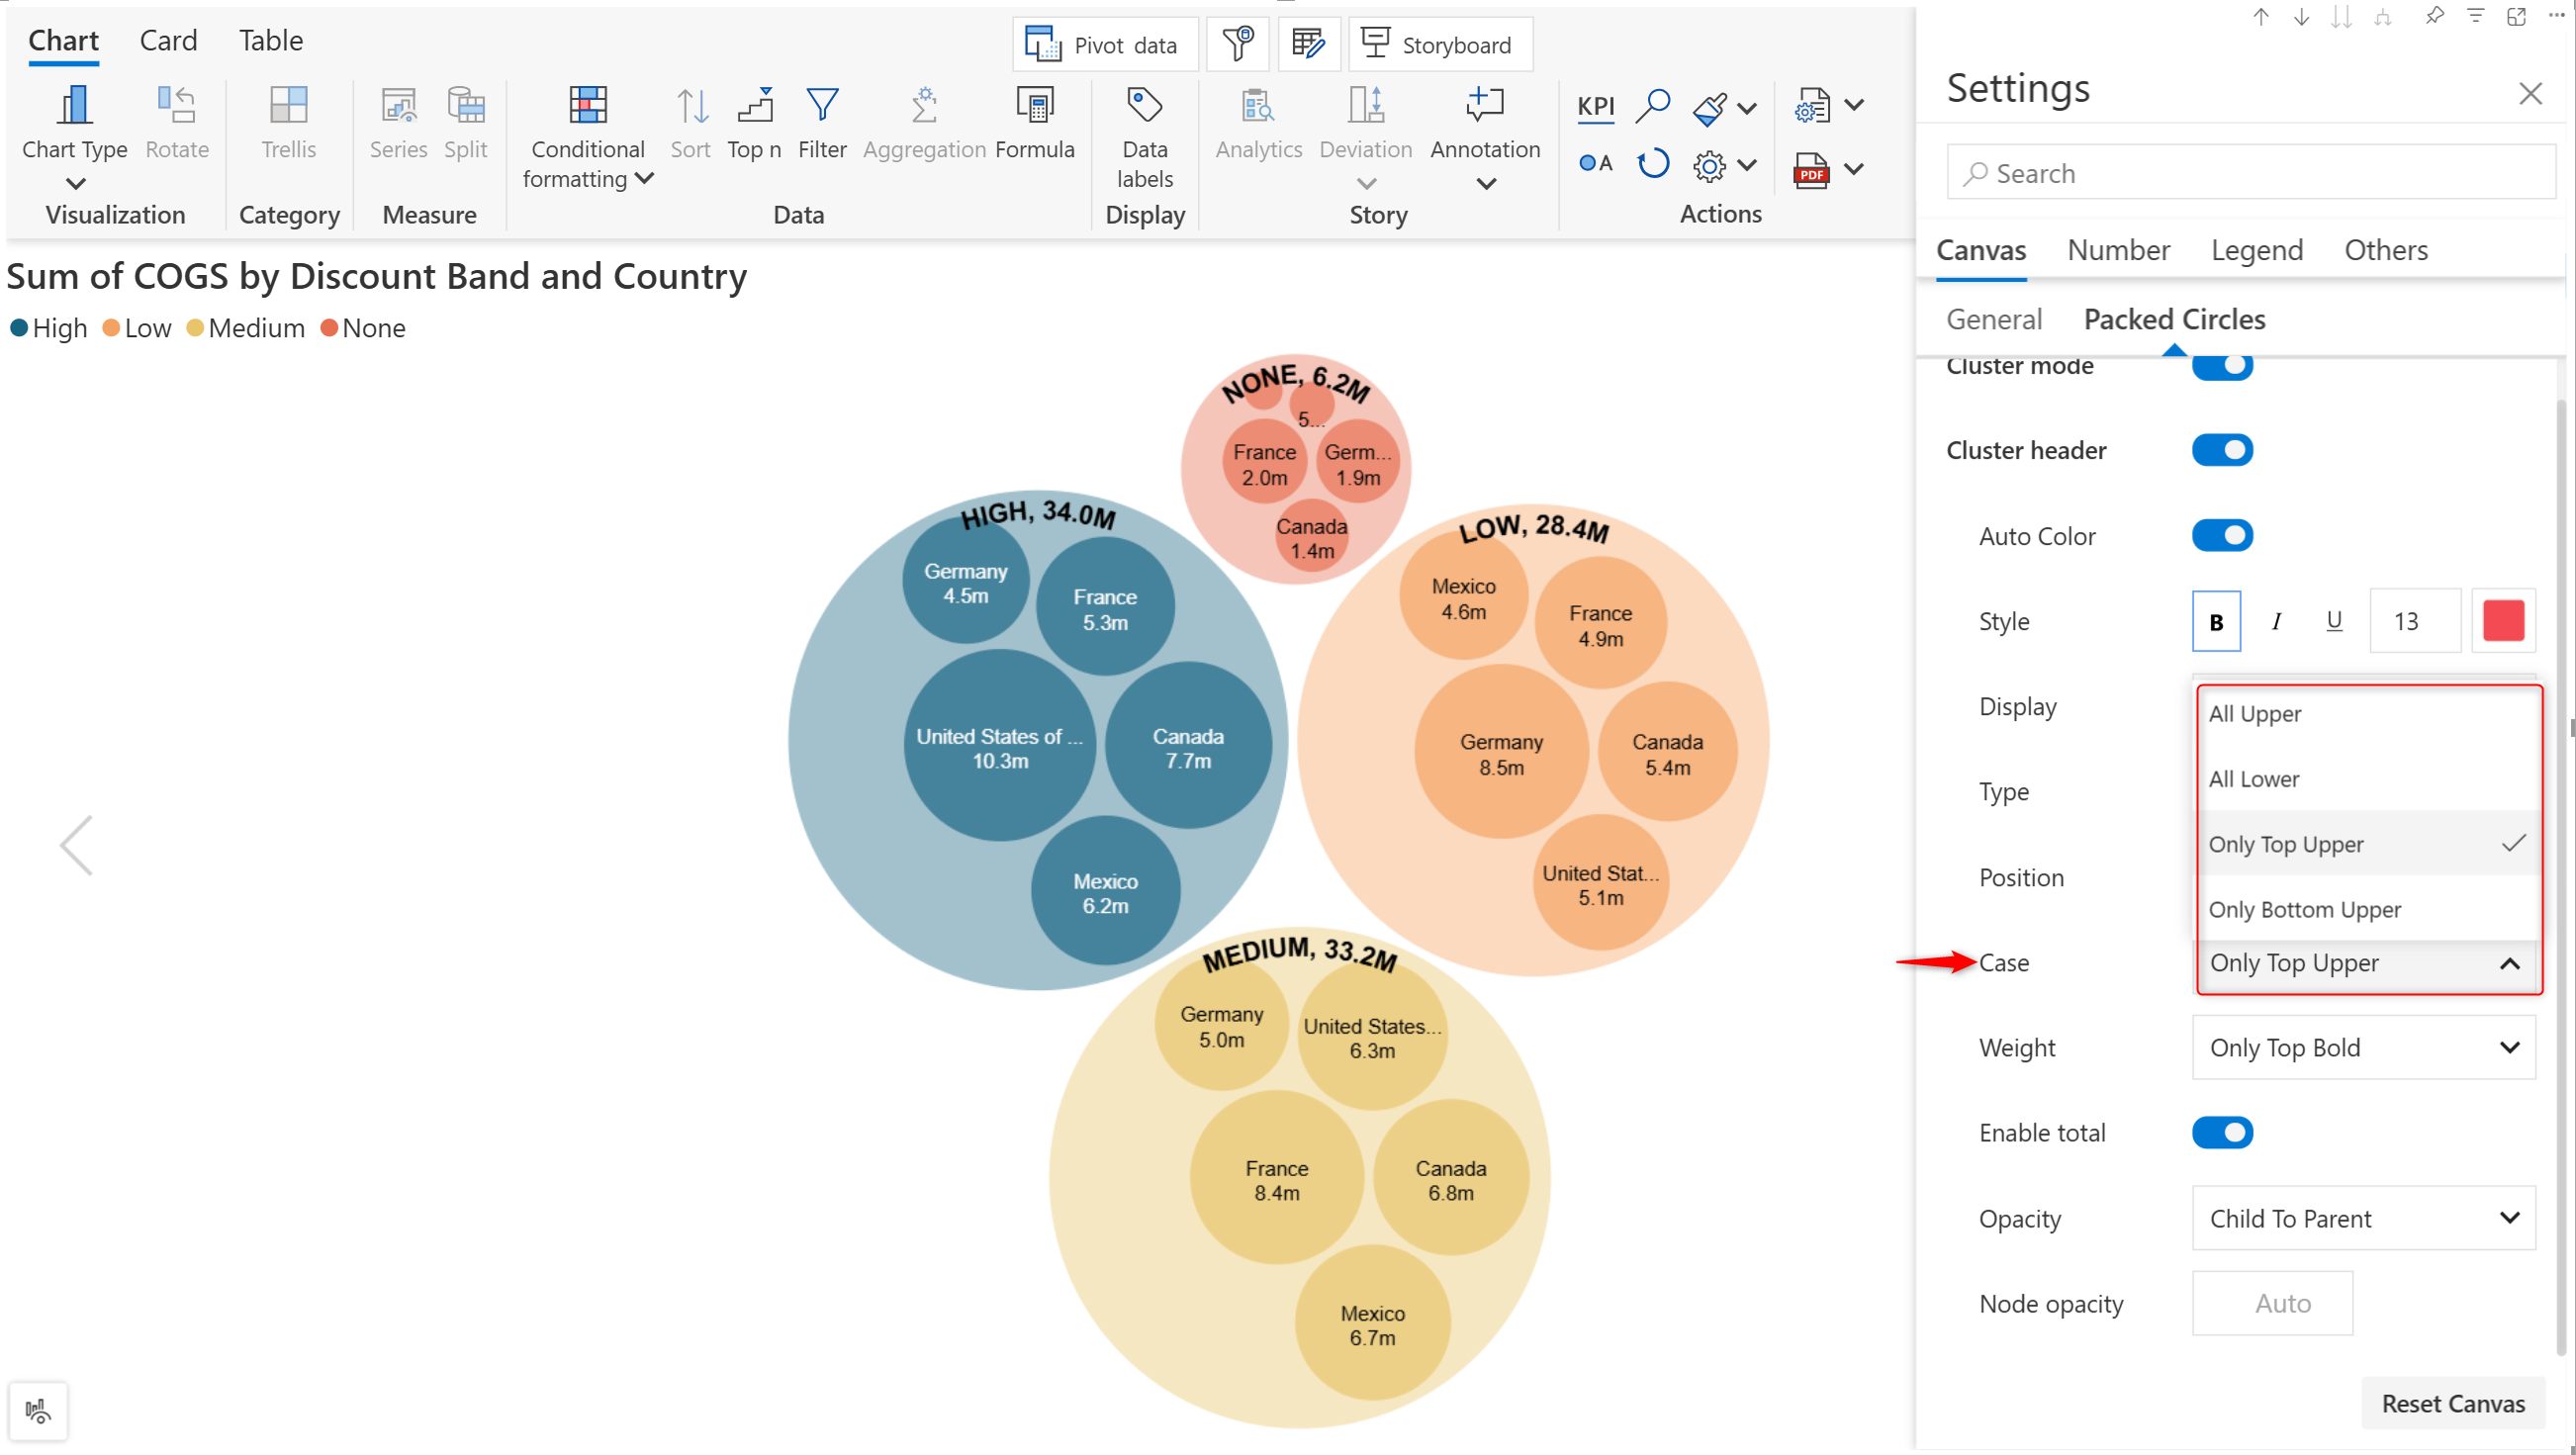 Chart Card Table
Pivot data
Storyboard
Chart Type
Rotate
Visualization
Trellis
Category
Series
Split
Measure
Conditional
formatting
Sort
Top n
Filter
Aggregation
Formula
Data
Data
labels
Display
Analytics
Deviation
Annotation
Story
KPI
A
PDF
Actions
Sum of COGS by Discount Band and Country
High Low Medium None
NONE, 6.2M
5...
France
2.0m
Germ...
1.9m
Canada
1.4m
HIGH, 34.0M
Germany
4.5m
France
5.3m
United States of ...
10.3m
Canada
7.7m
Mexico
6.2m
LOW, 28.4M
Mexico
4.6m
France
4.9m
Germany
8.5m
Canada
5.4m
United Stat...
5.1m
MEDIUM, 33.2M
Germany
5.0m
United States...
6.3m
France
8.4m
Canada
6.8m
Mexico
6.7m
Settings
Search
Canvas Number Legend Others
General Packed Circles
Cluster mode
Cluster header
Auto Color
Style B I U 13
Display
All Upper
All Lower
Type
Only Top Upper
Position
Only Bottom Upper
Case Only Top Upper
Weight Only Top Bold
Enable total
Opacity Child To Parent
Node opacity Auto
Reset Canvas